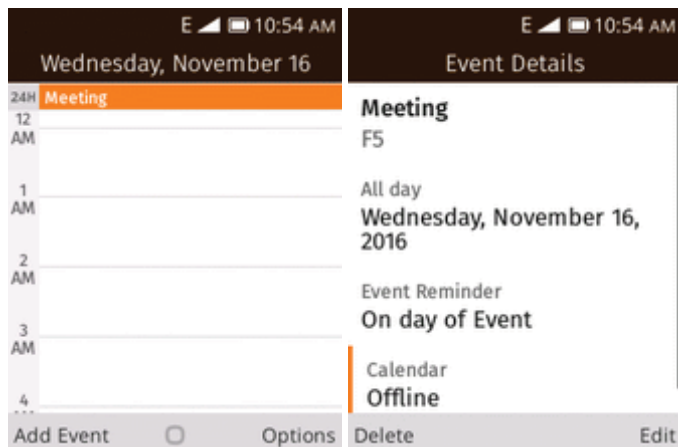 E 10:54 AM
Wednesday, November 16
24H Meeting
12
AM
1
AM
2
AM
3
AM
4
Add Event Options
E 10:54 AM
Event Details
Meeting
F5
All day
Wednesday, November 16,
2016
Event Reminder
On day of Event
Calendar
Offline
Delete Edit